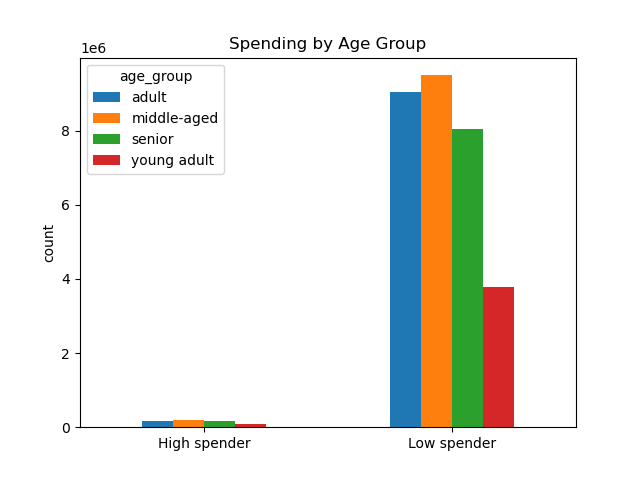 Spending by Age Group
1e6
age_group
adult
middle-aged
senior
young adult
8
6
4
2
0
count
High spender
Low spender